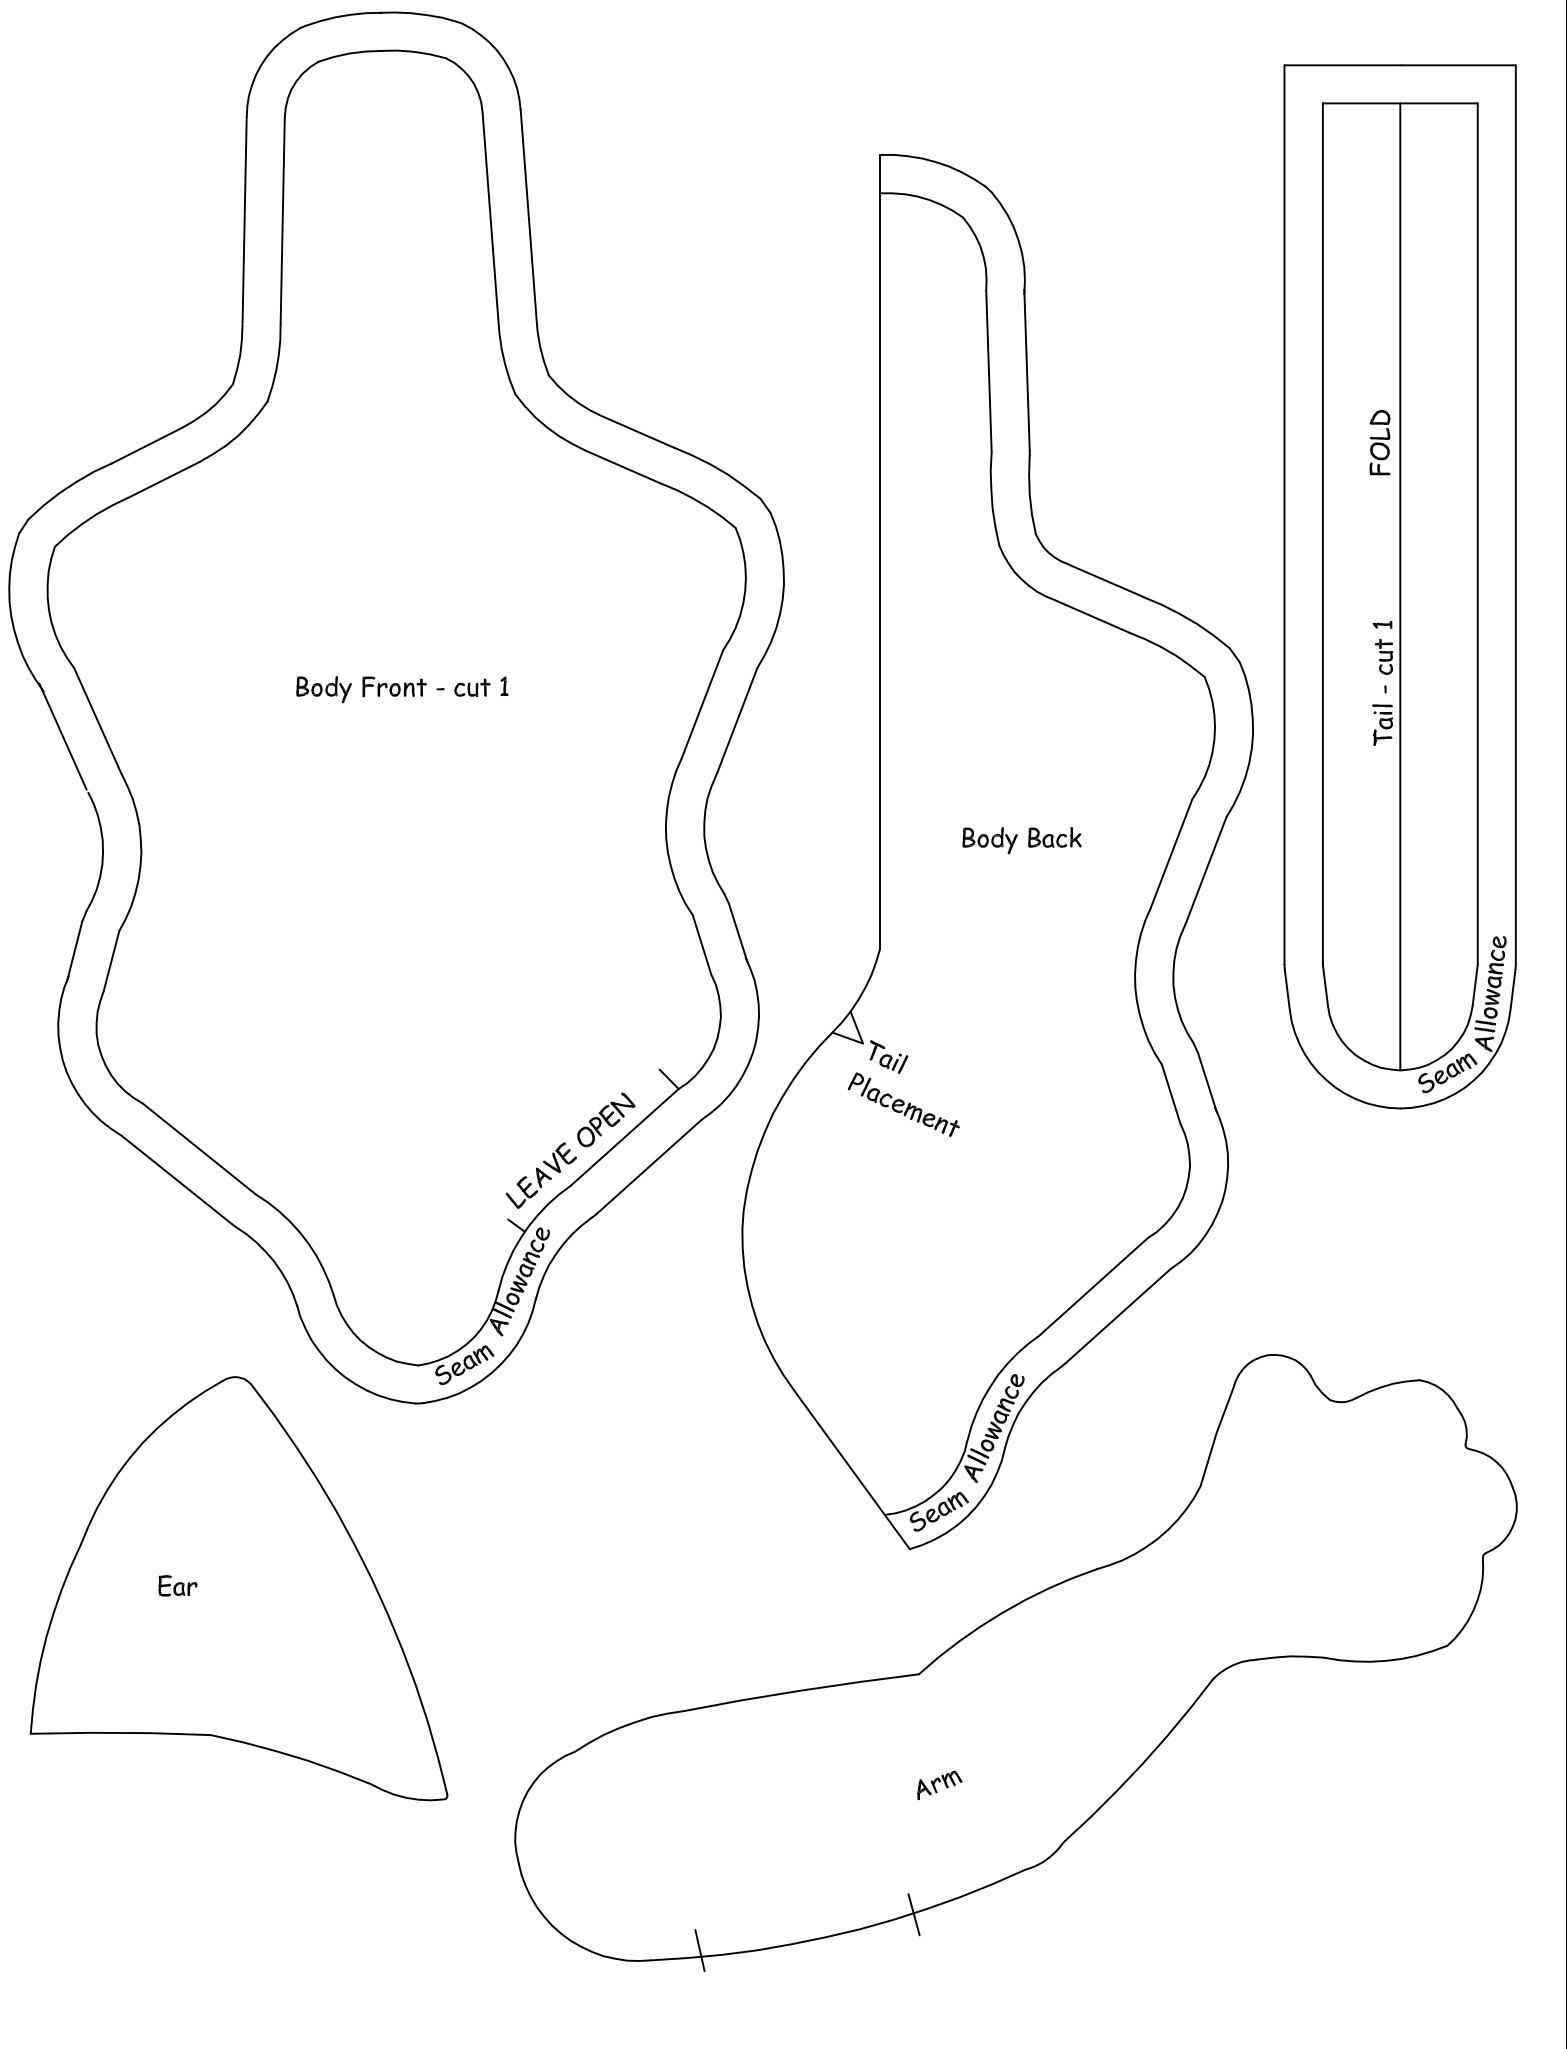 Body Front - cut 1
LEAVE OPEN
Seam Allowance
Body Back
Tail
Placement
Seam Allowance
FOLD
Tail - cut 1
Seam Allowance
Ear
Arm